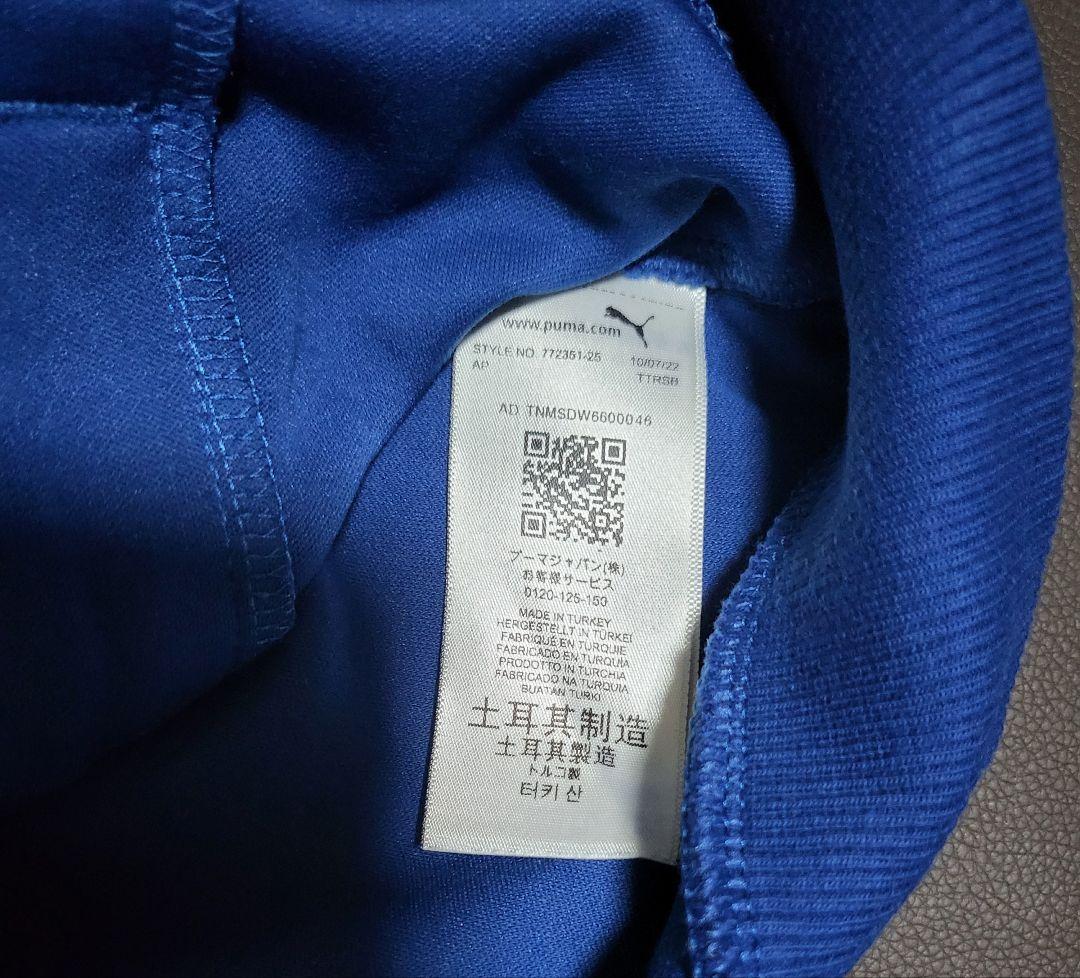 www.puma.com
STYLE NO. 772351-25 10/07/22
AP TTRSB
AD TNMSDW6600046
プーマジャパン(株)
お客様サービス
0120-125-150
MADE IN TURKEY
HERGESTELLT IN TÜRKEI
FABRIQUÉ EN TURQUIE
FABRICADO EN TURQUÍA
PRODOTTO IN TURCHIA
FABRICADO NA TURQUIA
BUATAN TURKI
土耳其制造
土耳其製造
トルコ製
터키 산